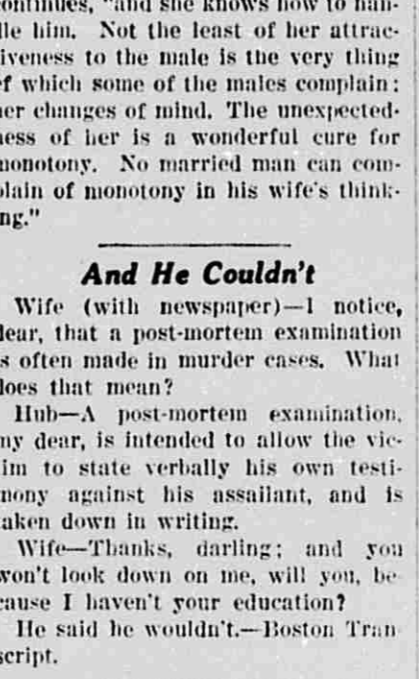 continues, "and she knows how to han-
dle him. Not the least of her attrac-
tiveness to the male is the very thing
of which some of the males complain:
her changes of mind. The unexpected-
ness of her is a wonderful cure for
monotony. No married man can com-
plain of monotony in his wife's think-
ing."
And He Couldn't
Wife (with newspaper)—I notice,
dear, that a post-mortem examination
is often made in murder cases. What
does that mean?
Hub—A post-mortem examination,
my dear, is intended to allow the vic-
tim to state verbally his own testi-
mony against his assailant, and is
taken down in writing.
Wife—Thanks, darling; and you
won't look down on me, will you, be
cause I haven't your education?
He said he wouldn't.—Boston Tran
script.